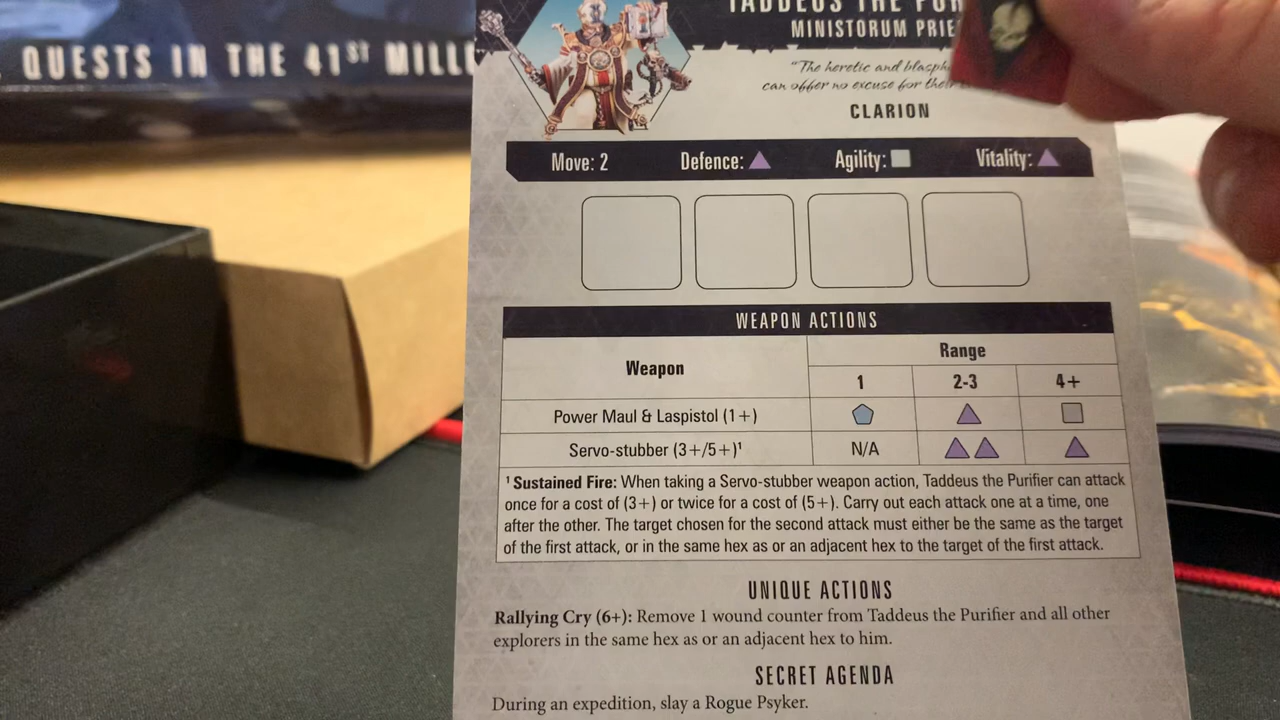 QUESTS IN THE 41ST
TADDEUS THE
MINISTORUM
"The heretic and
can offer no excuse for their
CLARION
Move: 2 Defence: Agility: Vitality:
WEAPON ACTIONS
Weapon
Range
1 2-3 4+
Power Maul & Laspistol (1+)
Servo-stubber (3+/5+)¹ N/A
¹ Sustained Fire: When taking a Servo-stubber weapon action, Taddeus the Purifier can attack
once for a cost of (3+) or twice for a cost of (5+). Carry out each attack one at a time, one
after the other. The target chosen for the second attack must either be the same as the target
of the first attack, or in the same hex as or an adjacent hex to the target of the first attack.
UNIQUE ACTIONS
Rallying Cry (6+): Remove 1 wound counter from Taddeus the Purifier and all other
explorers in the same hex as or an adjacent hex to him.
SECRET AGENDA
During an expedition, slay a Rogue Psyker.